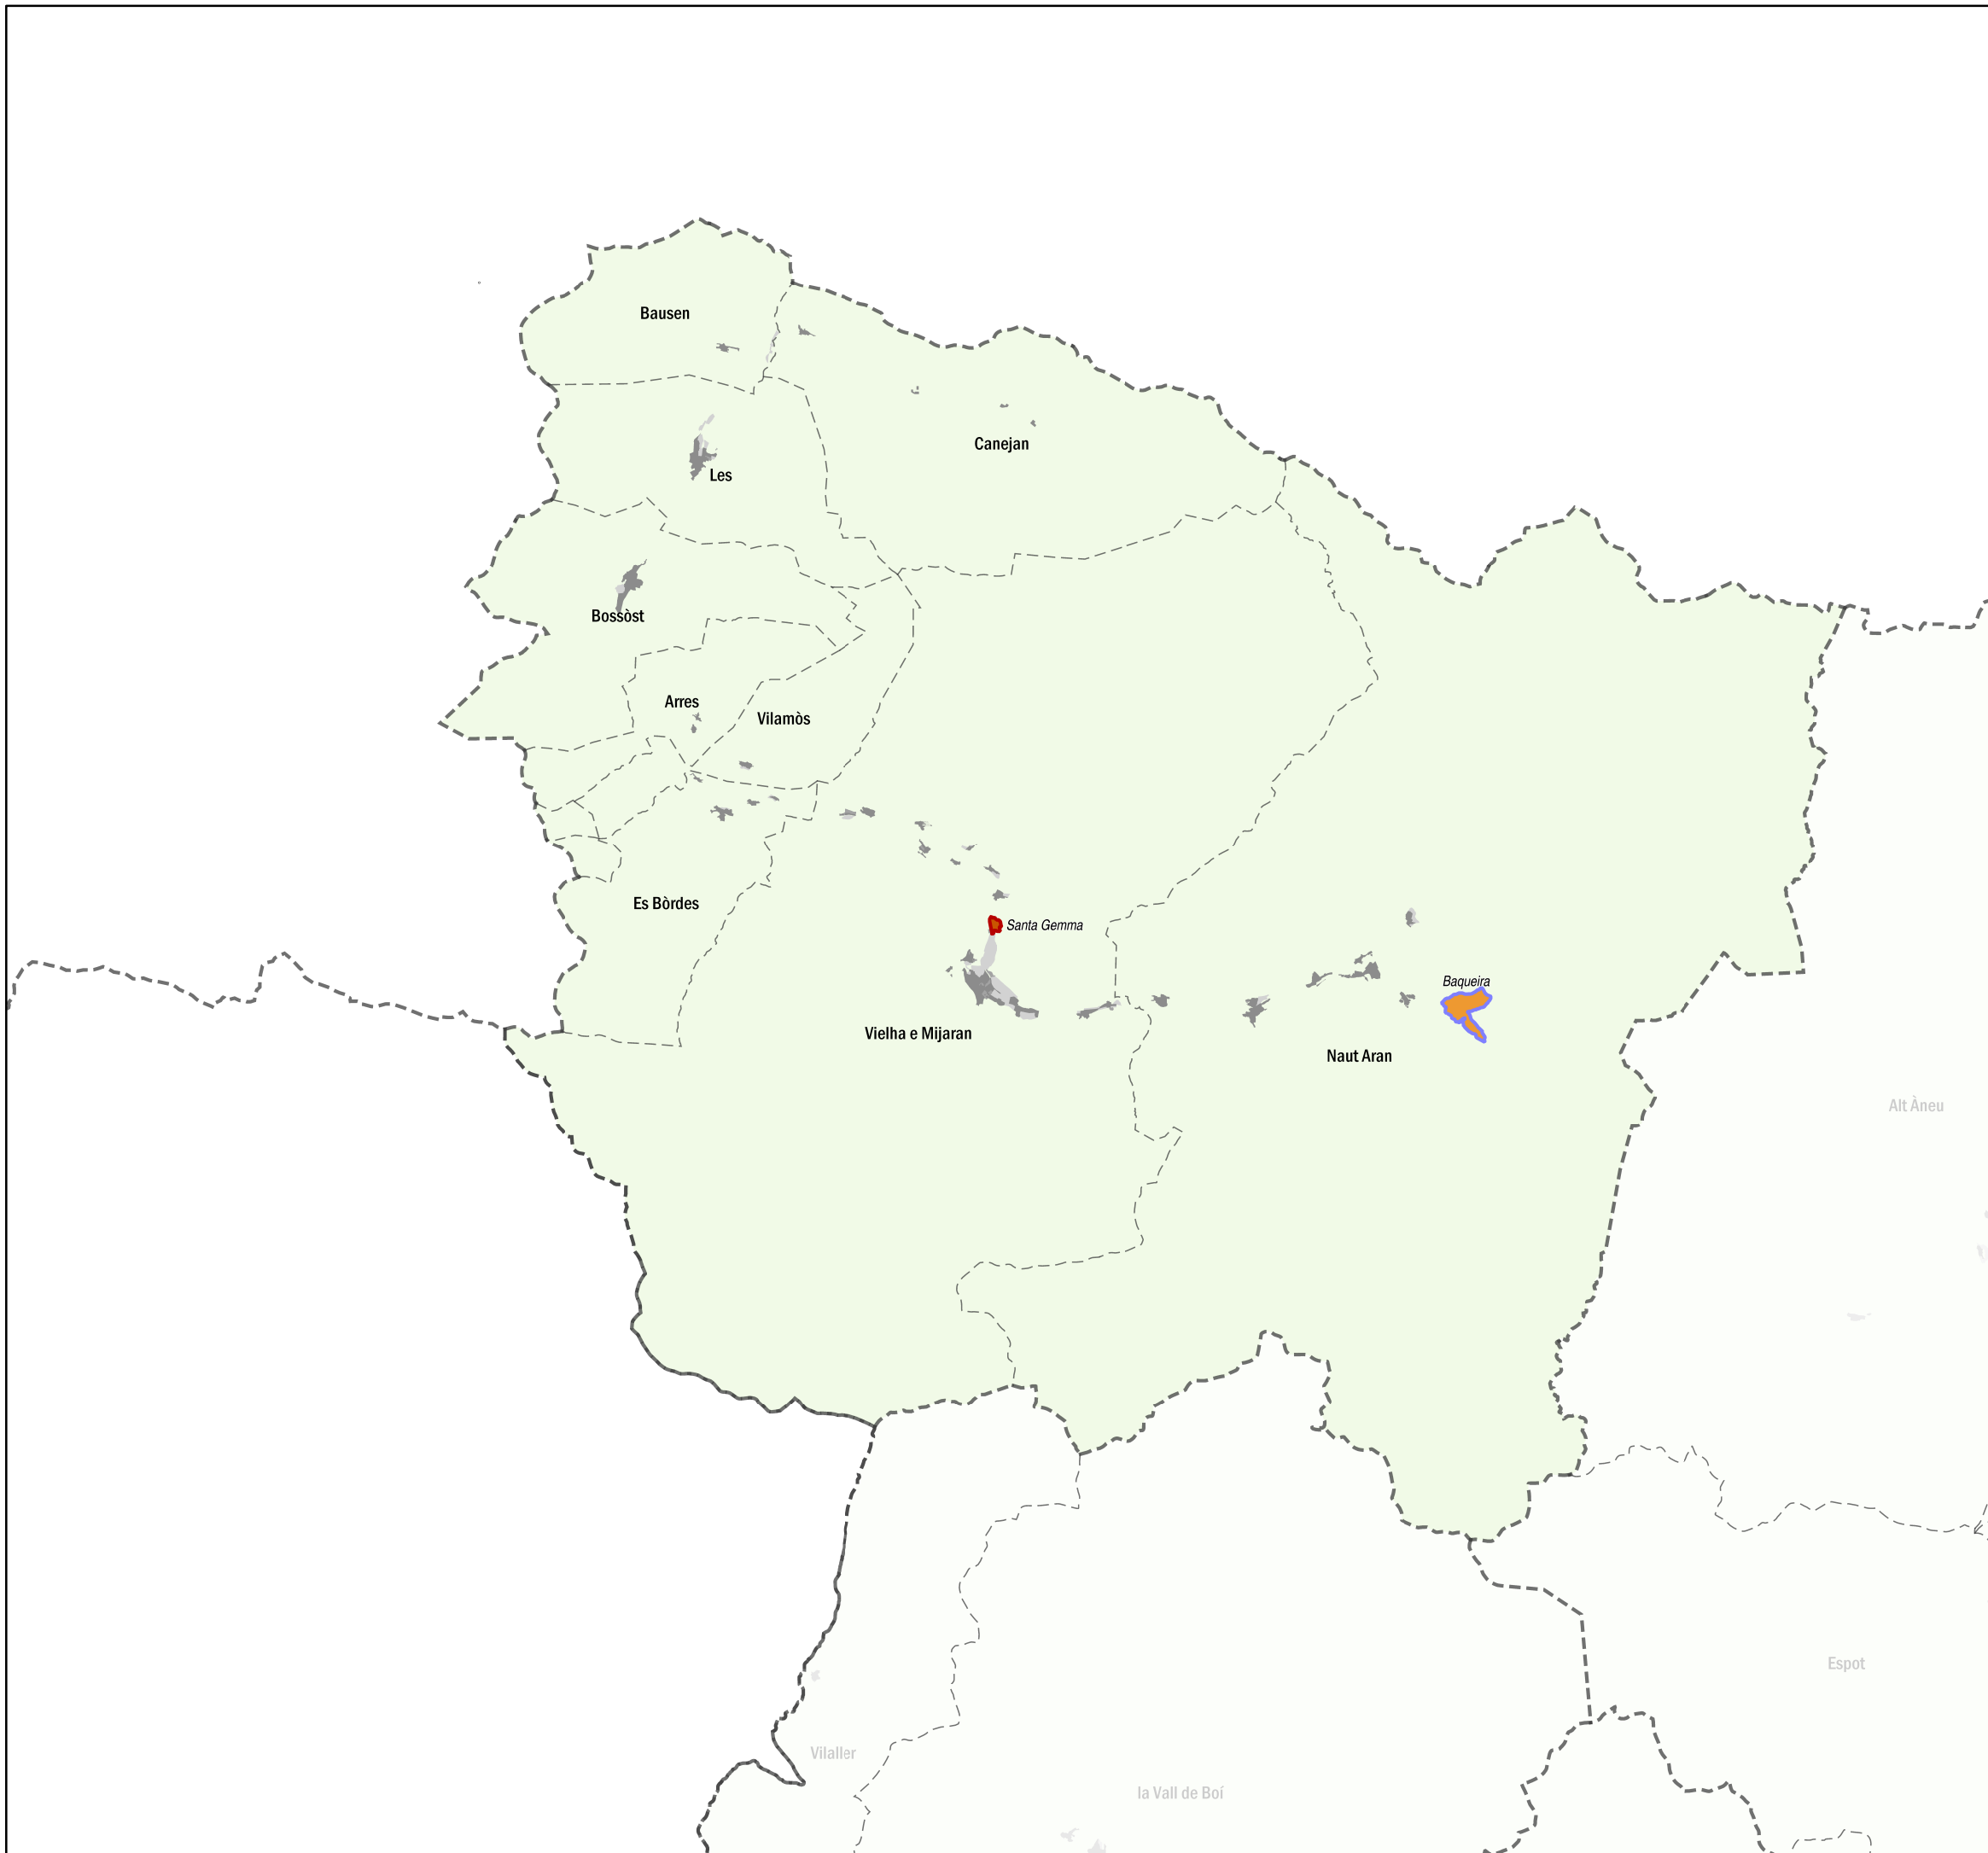 Bausen
Canejan
Les
Bossòst
Arres
Vilamòs
Es Bòrdes
Santa Gemma
Baqueira
Vielha e Mijaran
Naut Aran
Alt Àneu
Espot
Vilaller
la Vall de Boí